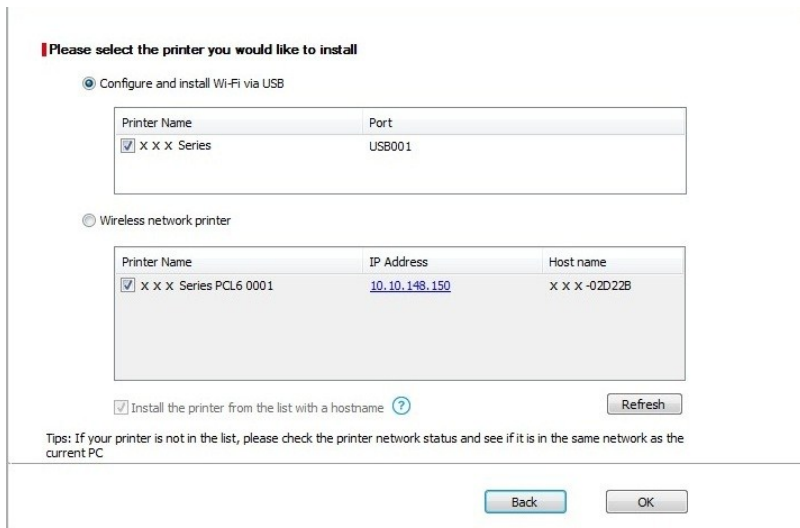 Please select the printer you would like to install
Configure and install Wi-Fi via USB
Printer Name Port
X X X Series USB001
Wireless network printer
Printer Name IP Address Host name
X X X Series PCL6 0001 10.10.148.150 X X X -02D22B
Install the printer from the list with a hostname ?
Refresh
Tips: If your printer is not in the list, please check the printer network status and see if it is in the same network as the
current PC
Back OK